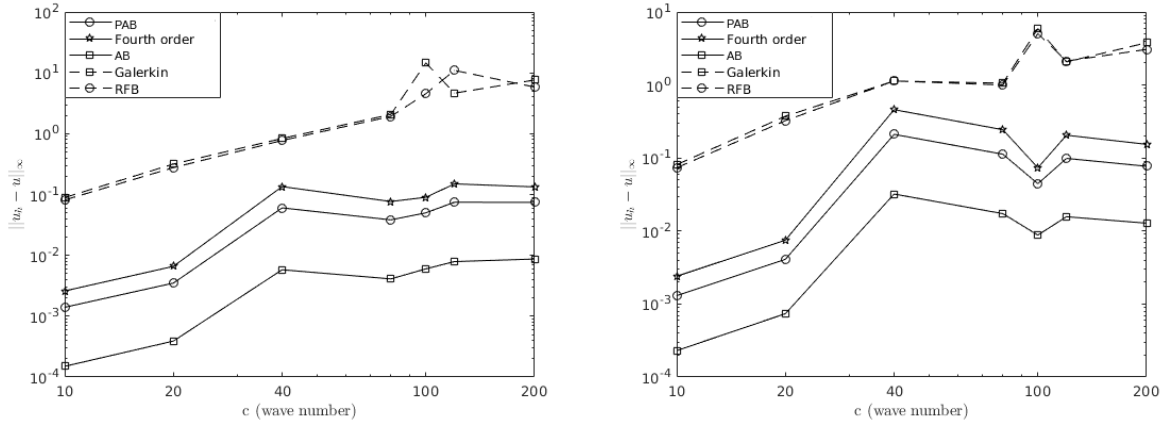 10^2
10^1
10^0
10^-1
10^-2
10^-3
10^-4
||u_h − u||_∞
PAB
Fourth order
AB
Galerkin
RFB
10
20
40
100
200
c (wave number)
10^1
10^0
10^-1
10^-2
10^-3
10^-4
||u_h − u||_∞
PAB
Fourth order
AB
Galerkin
RFB
10
20
40
100
200
c (wave number)